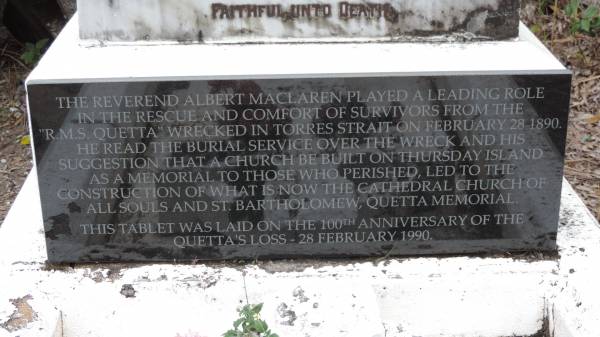 FAITHFUL UNTO DEATH.
THE REVEREND ALBERT MACLAREN PLAYED A LEADING ROLE
IN THE RESCUE AND COMFORT OF SURVIVORS FROM THE
"R.M.S. QUETTA" WRECKED IN TORRES STRAIT ON FEBRUARY 28 1890.
HE READ THE BURIAL SERVICE OVER THE WRECK AND HIS
SUGGESTION THAT A CHURCH BE BUILT ON THURSDAY ISLAND
AS A MEMORIAL TO THOSE WHO PERISHED, LED TO THE
CONSTRUCTION OF WHAT IS NOW THE CATHEDRAL CHURCH OF
ALL SOULS AND ST. BARTHOLOMEW, QUETTA MEMORIAL.
THIS TABLET WAS LAID ON THE 100TH ANNIVERSARY OF THE
QUETTA'S LOSS - 28 FEBRUARY 1990.